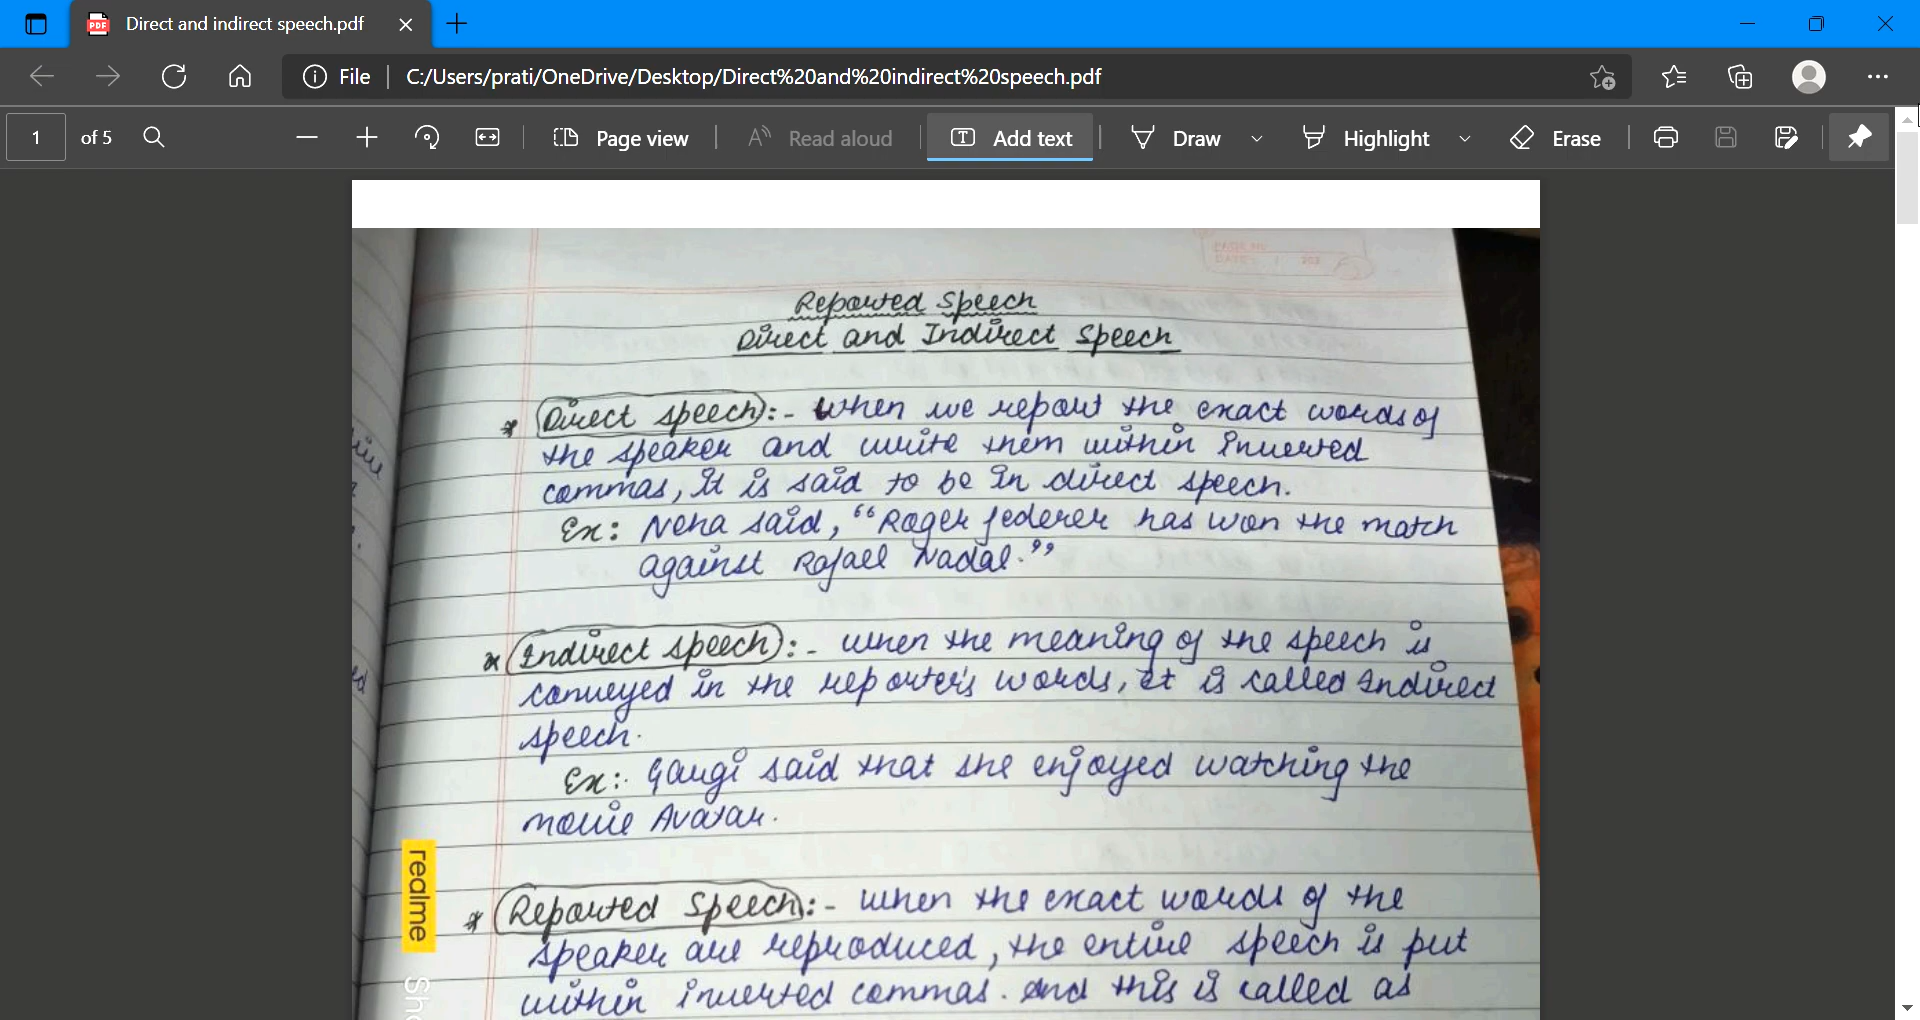 Direct and indirect speech.pdf
File
C:/Users/prati/OneDrive/Desktop/Direct%20and%20indirect%20speech.pdf
1 of 5
Page view
Read aloud
Add text
Draw
Highlight
Erase
PAGE NO
DATE: / 202
Reported Speech
Direct and Indirect Speech
* Direct speech :- when we report the exact words of
the speaker and write them within inverted
commas, it is said to be in direct speech.
Ex: Neha said, "Roger federer has won the match
against Rafael Nadal."
* Indirect speech :- when the meaning of the speech is
conveyed in the reporter's words, it is called Indirect
speech.
Ex:. Gargi said that she enjoyed watching the
movie Avatar.
* Reported Speech :- when the exact words of the
speaker are reproduced, the entire speech is put
within inverted commas. And this is called as
realme
Sho